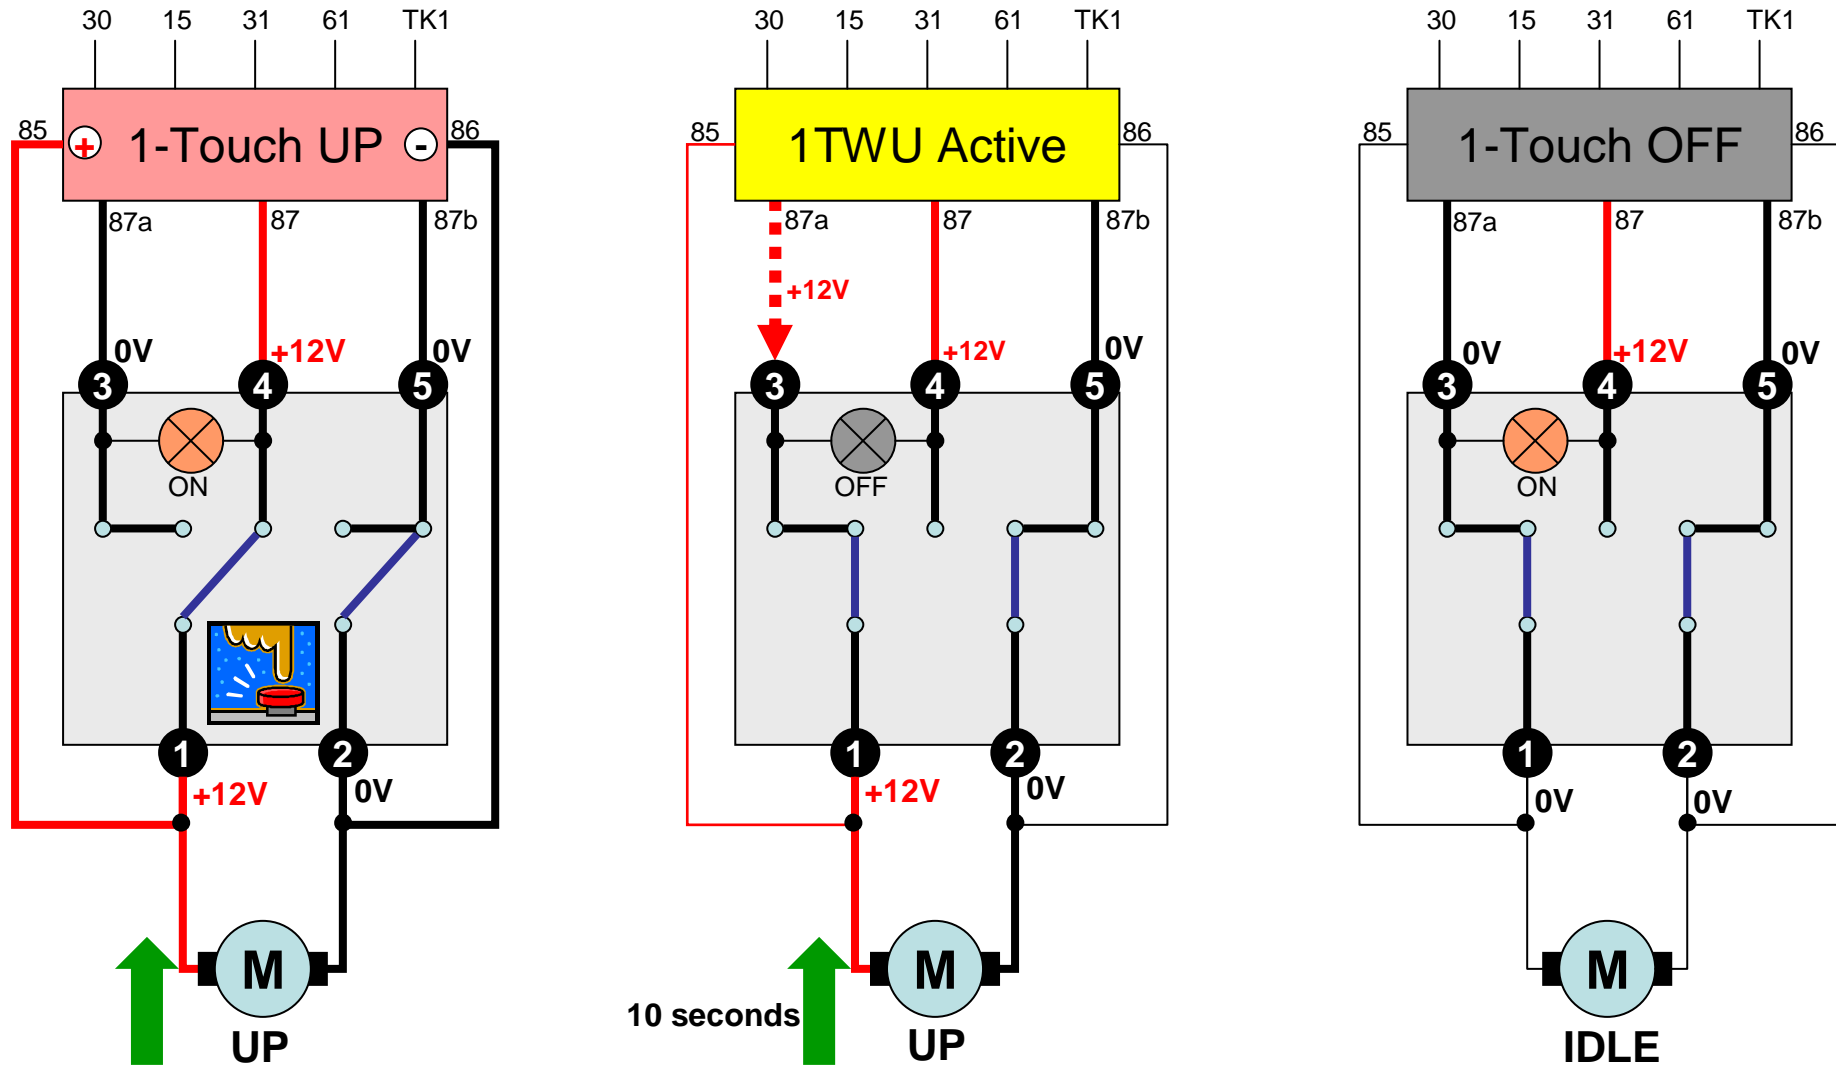 30 15 31 61 TK1
85 + 1-Touch UP - 86
87a 87 87b
0V +12V 0V
3 4 5
ON
1 2
+12V 0V
M
UP
30 15 31 61 TK1
85 1TWU Active 86
87a 87 87b
+12V
+12V 0V
3 4 5
OFF
1 2
+12V 0V
M
10 seconds
UP
30 15 31 61 TK1
85 1-Touch OFF 86
87a 87 87b
0V +12V 0V
3 4 5
ON
1 2
0V 0V
M
IDLE